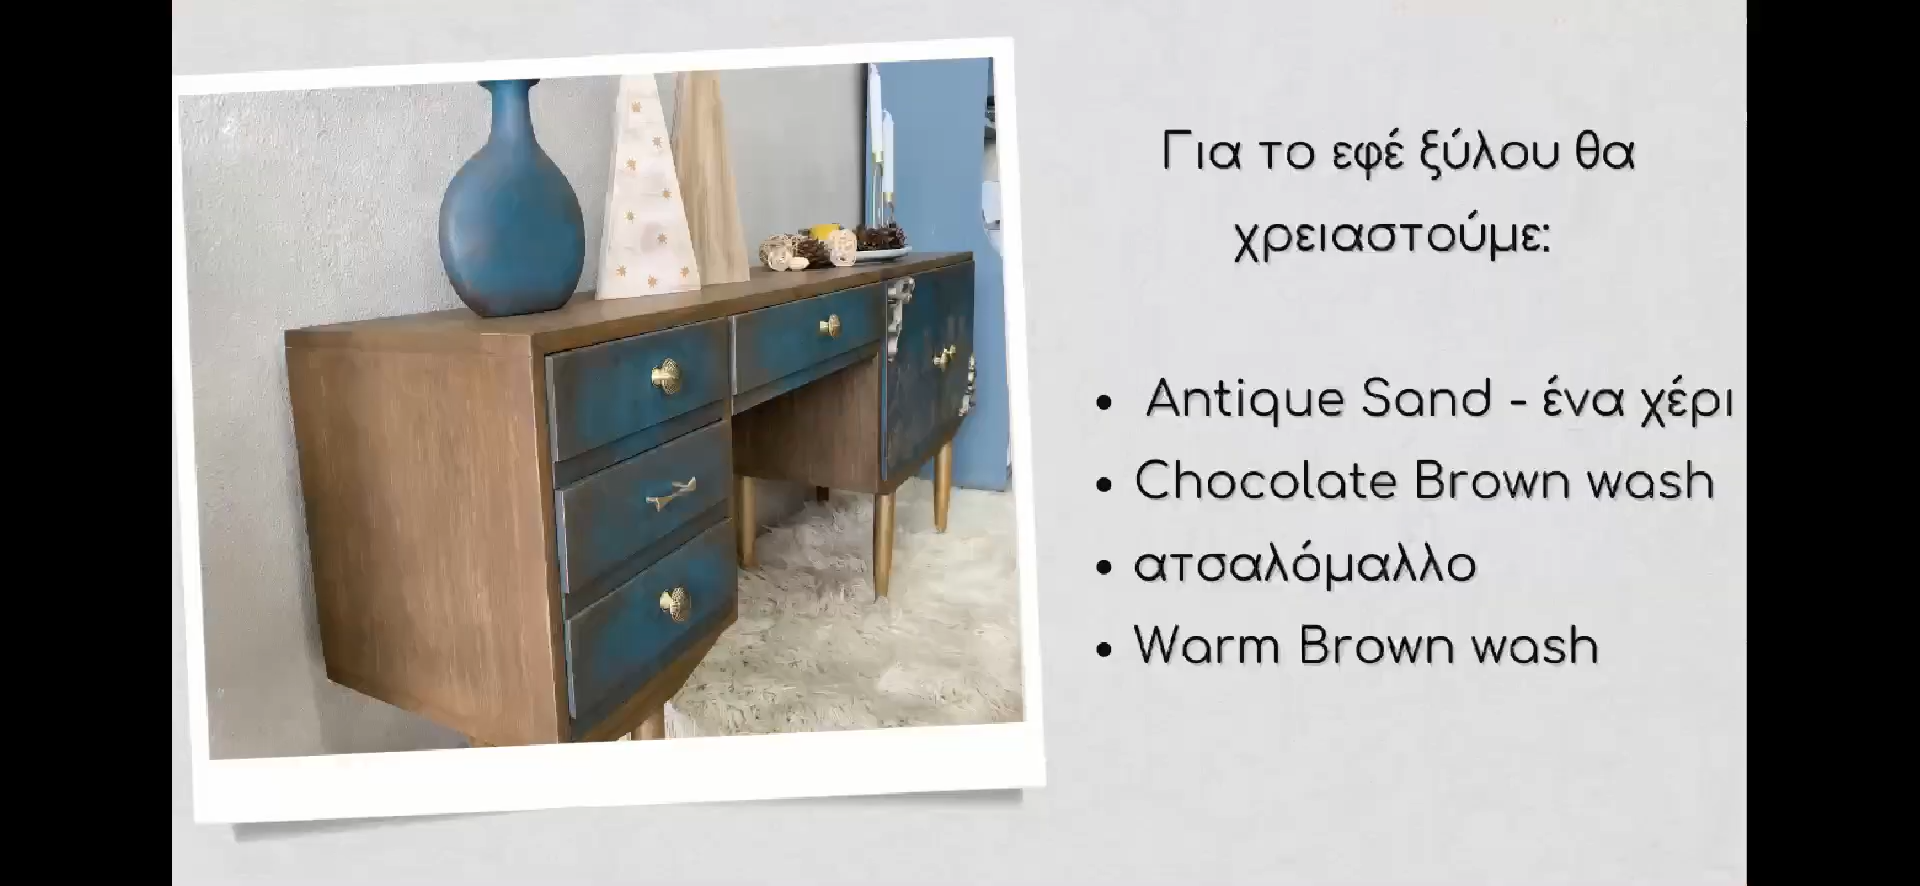 Για το εφέ ξύλου θα
χρειαστούμε:
• Antique Sand - ένα χέρι
• Chocolate Brown wash
• ατσαλόμαλλο
• Warm Brown wash